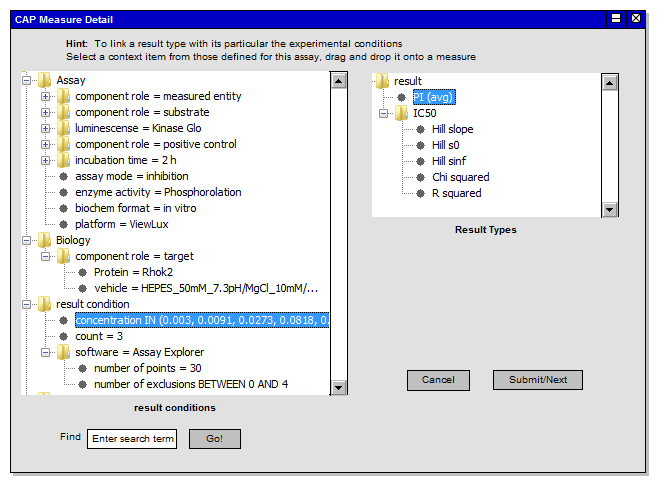 CAP Measure Detail
Hint: To link a result type with its particular the experimental conditions
Select a context item from those defined for this assay, drag and drop it onto a measure
Assay
component role = measured entity
component role = substrate
luminescense = Kinase Glo
component role = positive control
incubation time = 2 h
assay mode = inhibition
enzyme activity = Phosphorolation
biochem format = in vitro
platform = ViewLux
Biology
component role = target
Protein = Rhok2
vehicle = HEPES_50mM_7.3pH/MgCl_10mM/...
result condition
concentration IN (0.003, 0.0091, 0.0273, 0.0818, 0.
count = 3
software = Assay Explorer
number of points = 30
number of exclusions BETWEEN 0 AND 4
result conditions
Find
Enter search term
Go!
result
PI (avg)
IC50
Hill slope
Hill s0
Hill sinf
Chi squared
R squared
Result Types
Cancel
Submit/Next